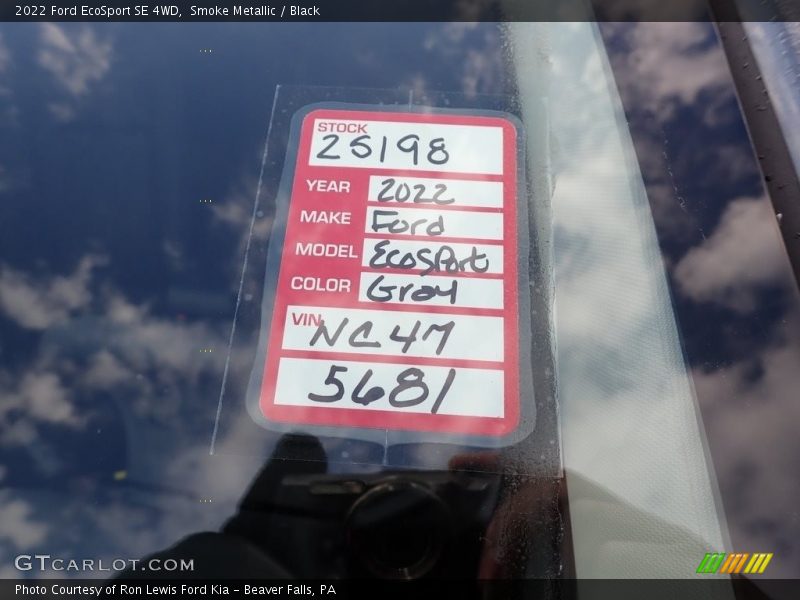 2022 Ford EcoSport SE 4WD, Smoke Metallic / Black
STOCK
25198
YEAR 2022
MAKE Ford
MODEL EcoSport
COLOR Gray
VIN NC47
5681
GTCARLOT.COM
Photo Courtesy of Ron Lewis Ford Kia - Beaver Falls, PA